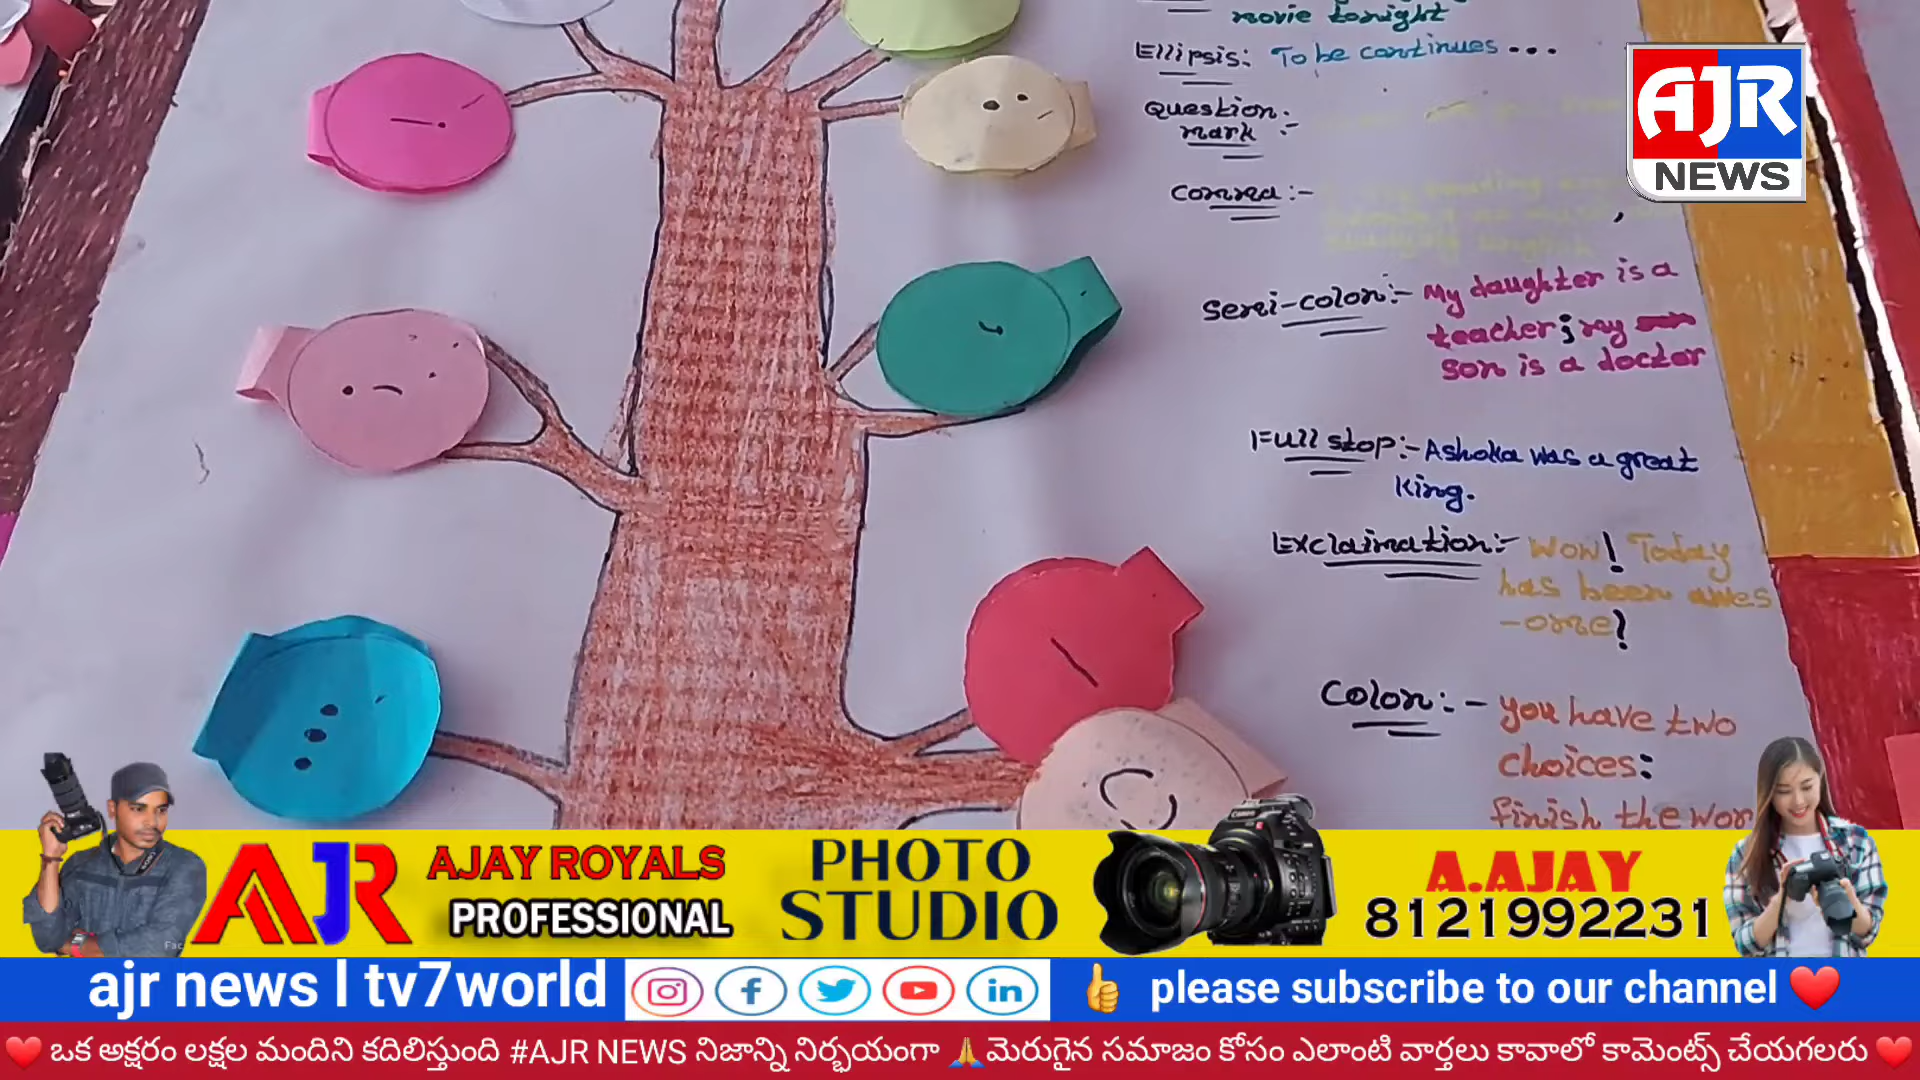 movie tonight
Ellipsis: To be continues ...
Question mark :-
comma :- ,
Semi-colon:- My daughter is a
teacher; my
son is a doctor
Full stop:- Ashoka was a great
king.
Exclaimation:- Wow! Today
has been awes
-ome!
Colon:- you have two
choices:
finish the wor
AJR
NEWS
AJR
AJAY ROYALS
PROFESSIONAL
PHOTO
STUDIO
A.AJAY
8121992231
ajr news l tv7world
please subscribe to our channel
ఒక అక్షరం లక్షల మందిని కదిలిస్తుంది #AJR NEWS నిజాన్ని నిర్భయంగా 🙏మెరుగైన సమాజం కోసం ఎలాంటి వార్తలు కావాలో కామెంట్స్ చేయగలరు